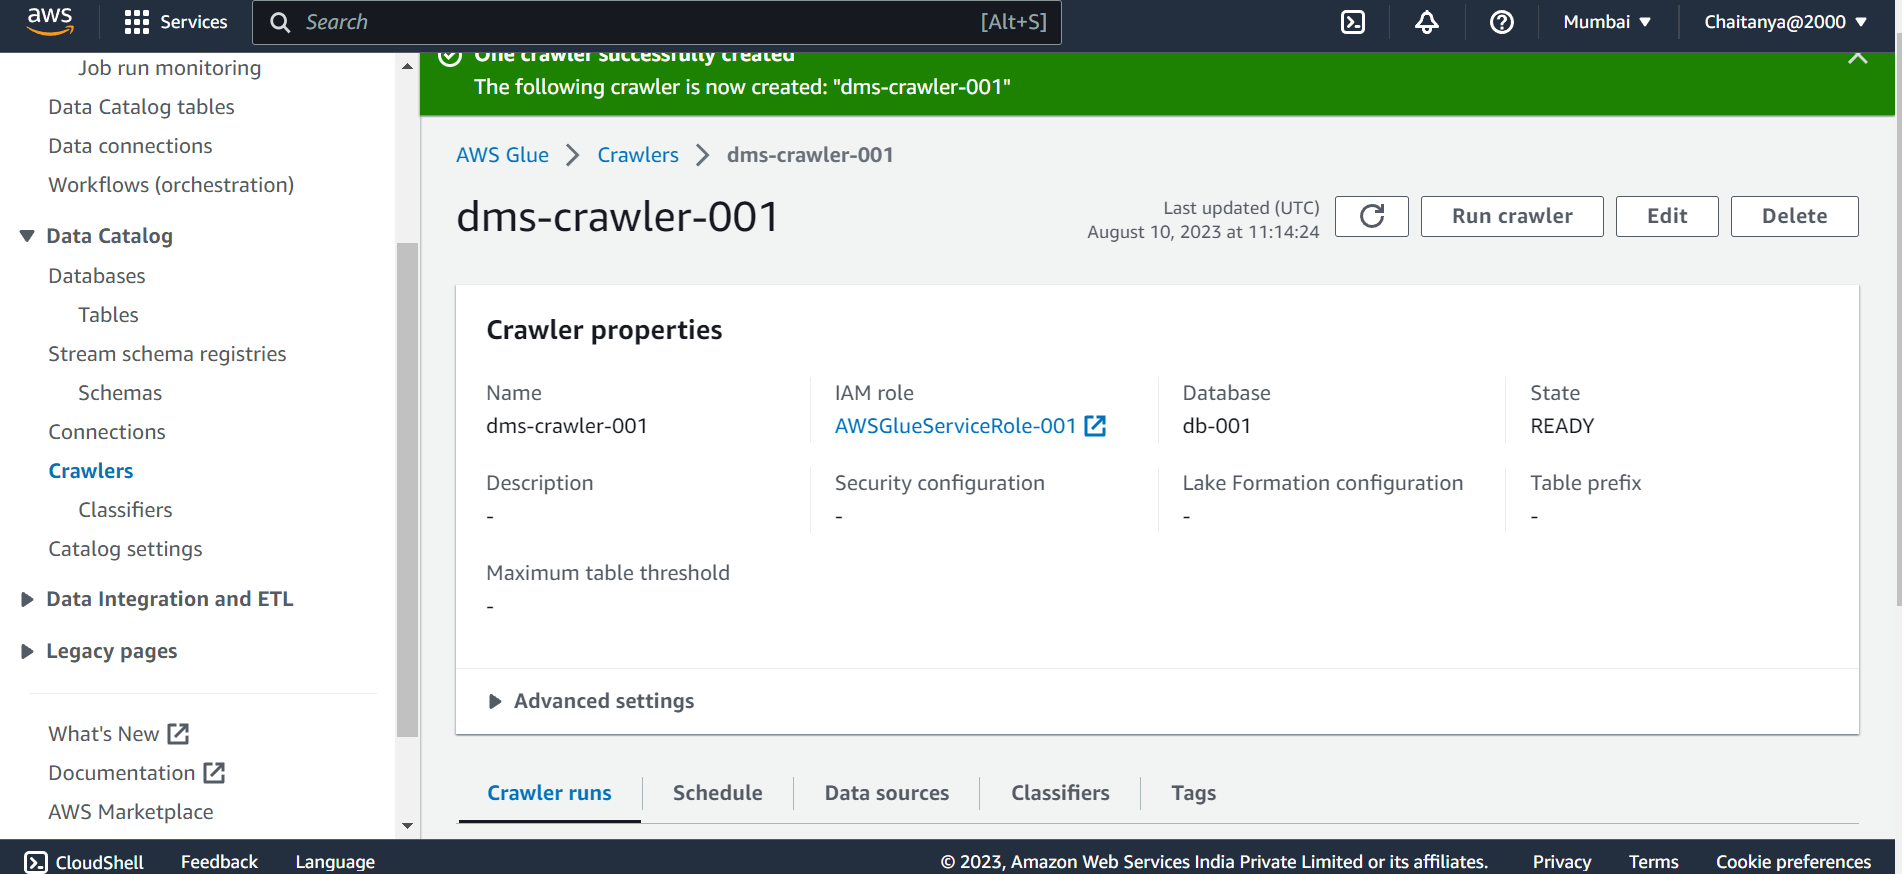 aws
Services
Search
[Alt+S]
Mumbai
Chaitanya@2000
Job run monitoring
Data Catalog tables
Data connections
Workflows (orchestration)
Data Catalog
Databases
Tables
Stream schema registries
Schemas
Connections
Crawlers
Classifiers
Catalog settings
Data Integration and ETL
Legacy pages
What's New
Documentation
AWS Marketplace
One crawler successfully created
The following crawler is now created: "dms-crawler-001"
AWS Glue
Crawlers
dms-crawler-001
dms-crawler-001
Last updated (UTC)
August 10, 2023 at 11:14:24
Run crawler
Edit
Delete
Crawler properties
Name
dms-crawler-001
IAM role
AWSGlueServiceRole-001
Database
db-001
State
READY
Description
-
Security configuration
-
Lake Formation configuration
-
Table prefix
-
Maximum table threshold
-
Advanced settings
Crawler runs
Schedule
Data sources
Classifiers
Tags
CloudShell
Feedback
Language
© 2023, Amazon Web Services India Private Limited or its affiliates.
Privacy
Terms
Cookie preferences